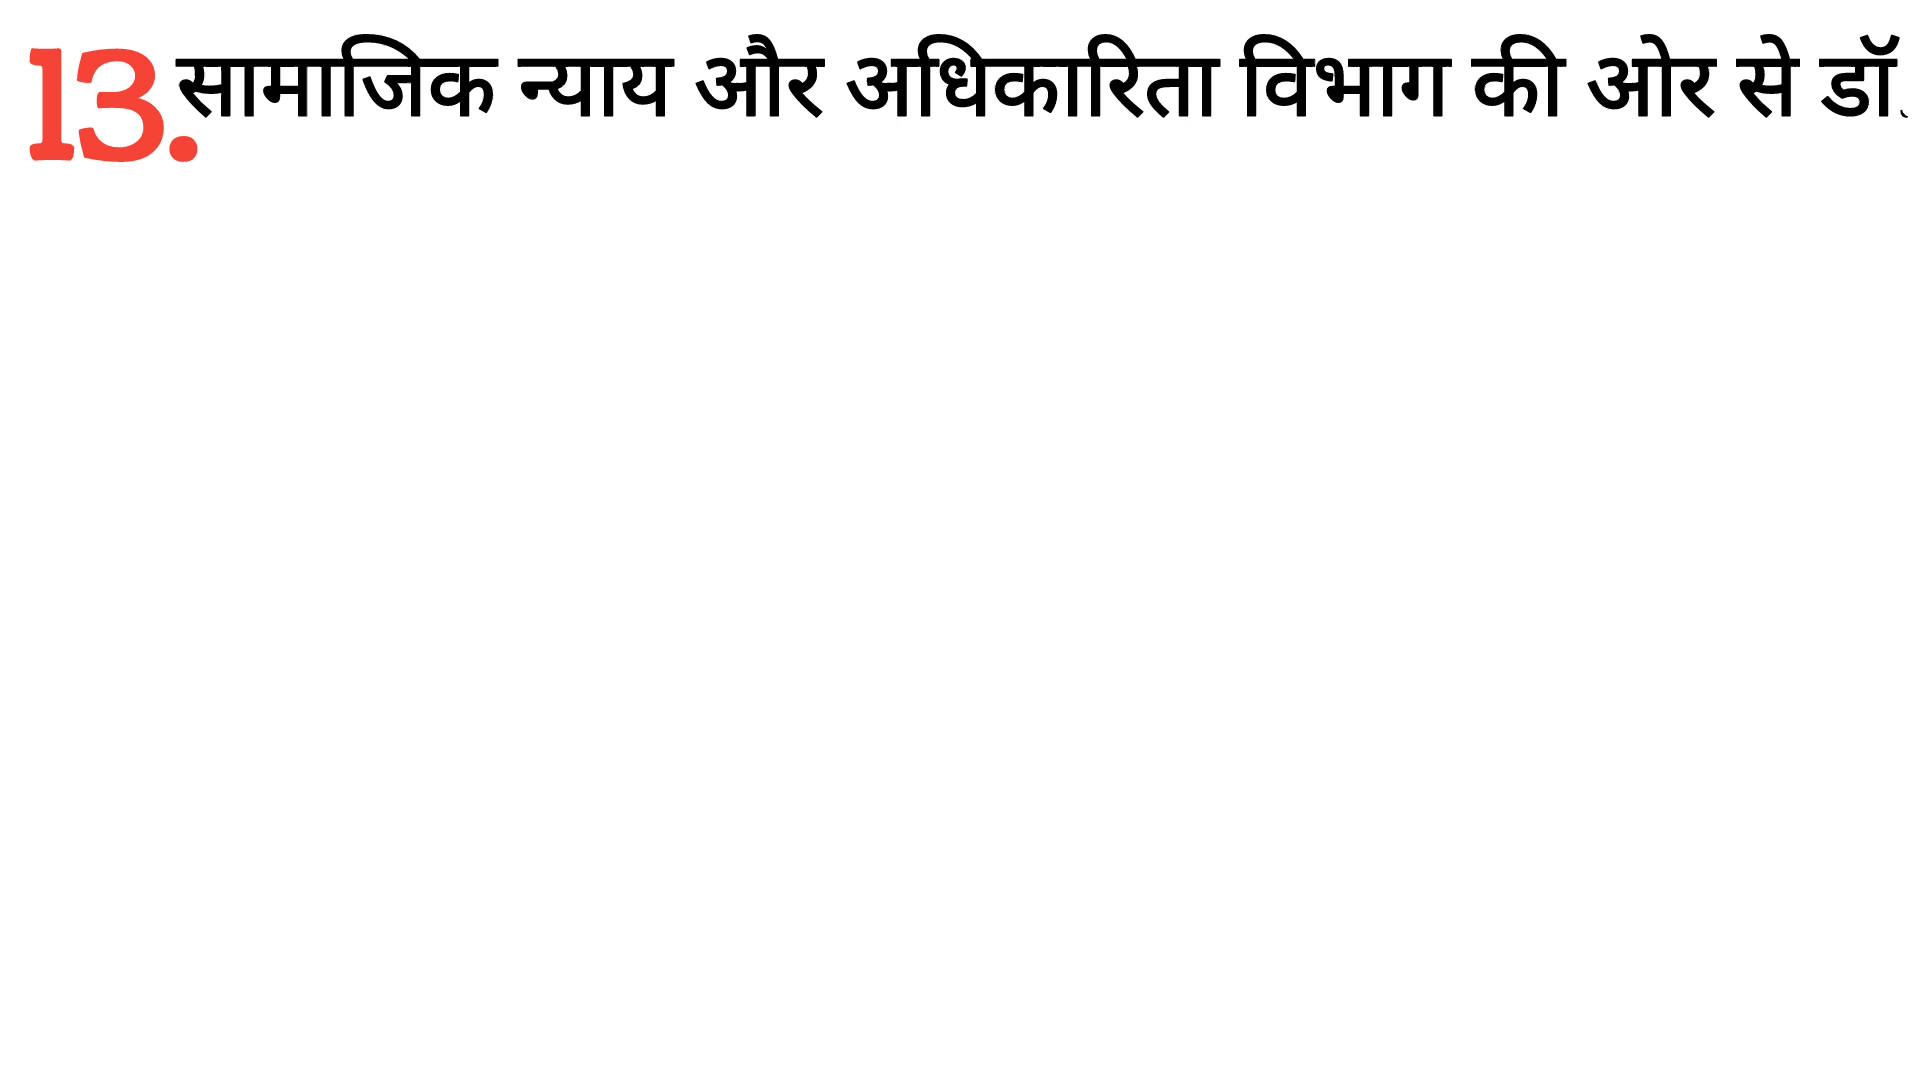 13. सामाजिक न्याय और अधिकारिता विभाग की ओर से डॉ